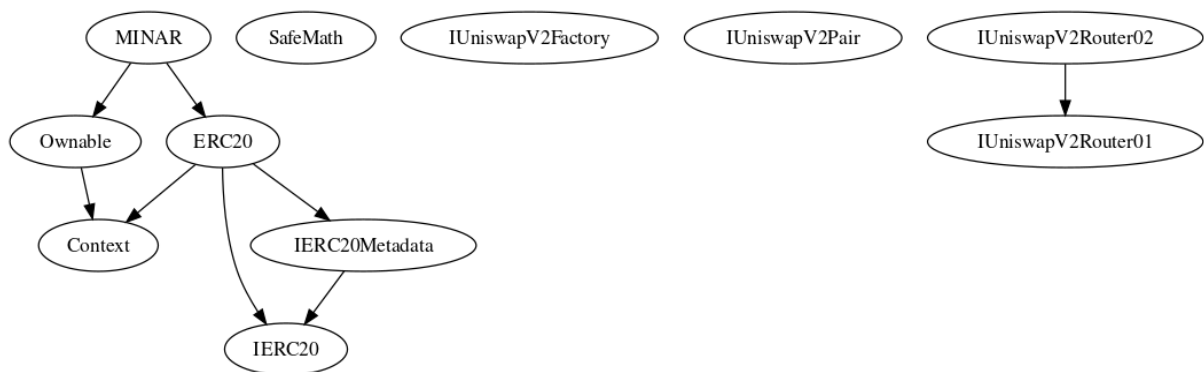 MINAR
SafeMath
IUniswapV2Factory
IUniswapV2Pair
IUniswapV2Router02
Ownable
ERC20
IUniswapV2Router01
Context
IERC20Metadata
IERC20